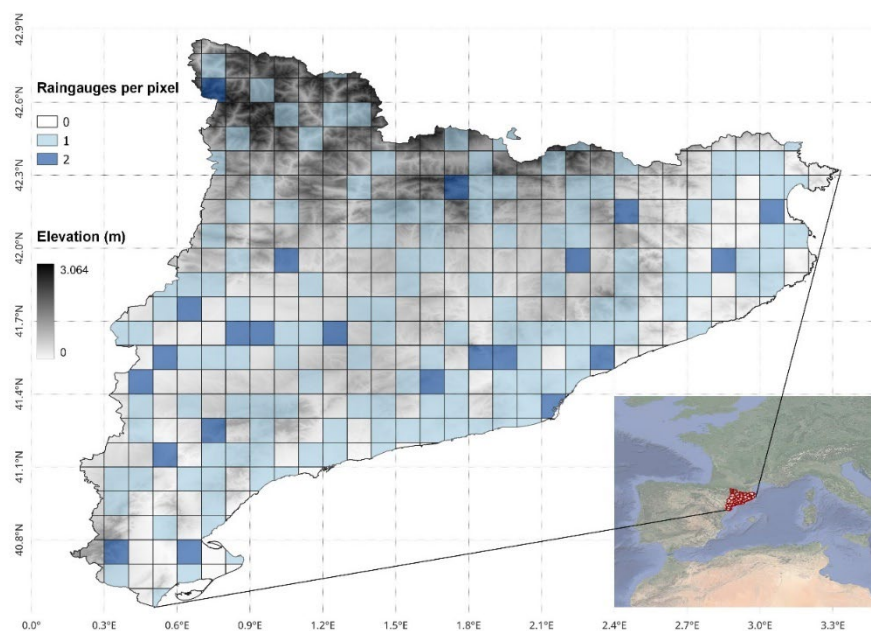 42.9°N
42.6°N
42.3°N
42.0°N
41.7°N
41.4°N
41.1°N
40.8°N
Raingauges per pixel
0
1
2
Elevation (m)
3.064
0
0.0°E
0.3°E
0.6°E
0.9°E
1.2°E
1.5°E
1.8°E
2.1°E
2.4°E
2.7°E
3.0°E
3.3°E